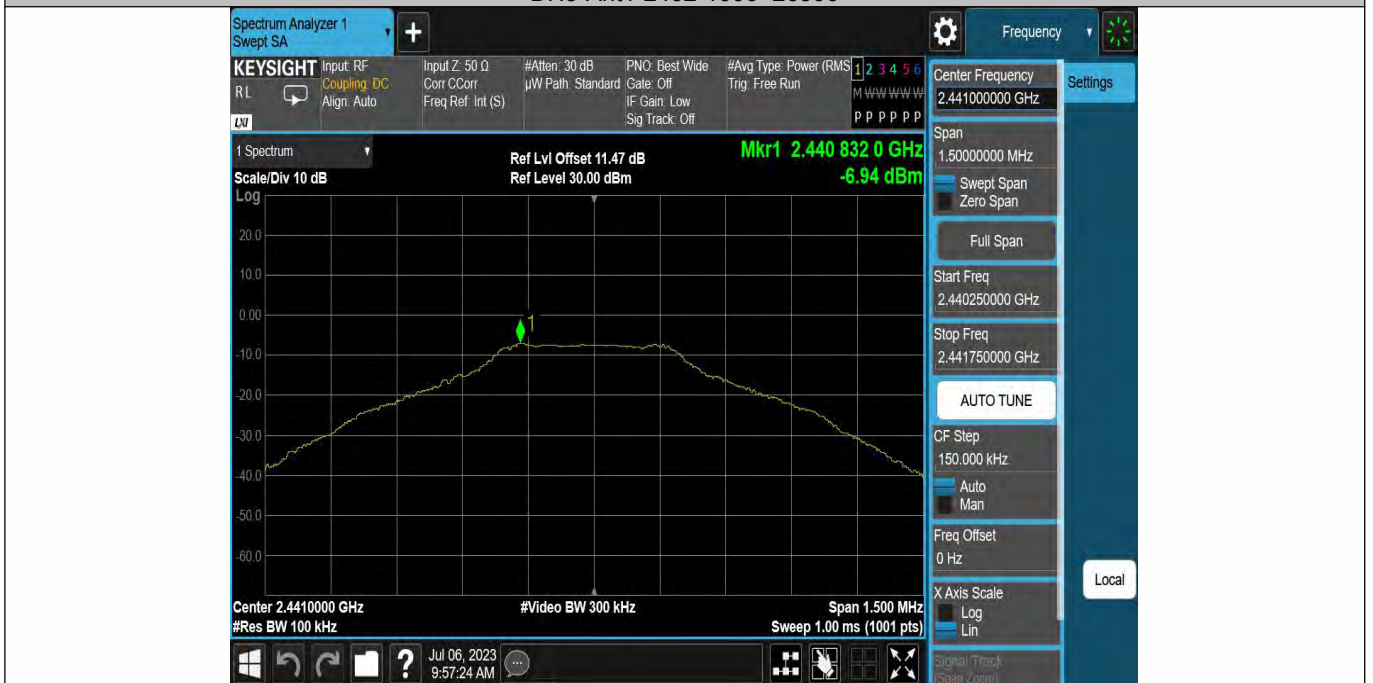 Spectrum Analyzer 1
Swept SA
+
Frequency
KEYSIGHT
RL
LXI
Input: RF
Coupling: DC
Align: Auto
Input Z: 50 Ω
Corr CCorr
Freq Ref: Int (S)
#Atten: 30 dB
µW Path: Standard
PNO: Best Wide
Gate: Off
IF Gain: Low
Sig Track: Off
#Avg Type: Power (RMS
Trig: Free Run
1 2 3 4 5 6
M W W W W W
P P P P P P
Center Frequency
2.441000000 GHz
Settings
Span
1.50000000 MHz
Swept Span
Zero Span
Full Span
Start Freq
2.440250000 GHz
Stop Freq
2.441750000 GHz
AUTO TUNE
CF Step
150.000 kHz
Auto
Man
Freq Offset
0 Hz
X Axis Scale
Log
Lin
Signal Track
(Span Zoom)
Local
1 Spectrum
Scale/Div 10 dB
Ref Lvl Offset 11.47 dB
Ref Level 30.00 dBm
Mkr1 2.440 832 0 GHz
-6.94 dBm
Log
20.0
10.0
0.00
-10.0
-20.0
-30.0
-40.0
-50.0
-60.0
1
Center 2.4410000 GHz
#Res BW 100 kHz
#Video BW 300 kHz
Span 1.500 MHz
Sweep 1.00 ms (1001 pts)
?
Jul 06, 2023
9:57:24 AM